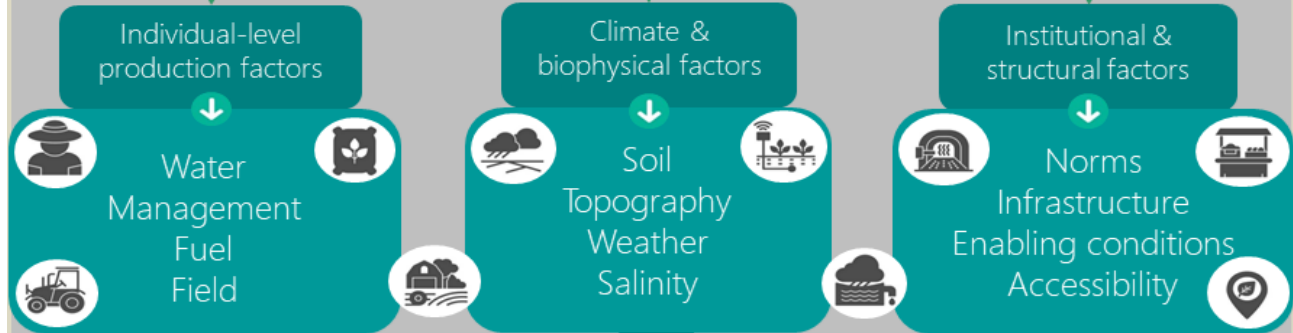 Individual-level
production factors
Water
Management
Fuel
Field
Climate &
biophysical factors
Soil
Topography
Weather
Salinity
Institutional &
structural factors
Norms
Infrastructure
Enabling conditions
Accessibility